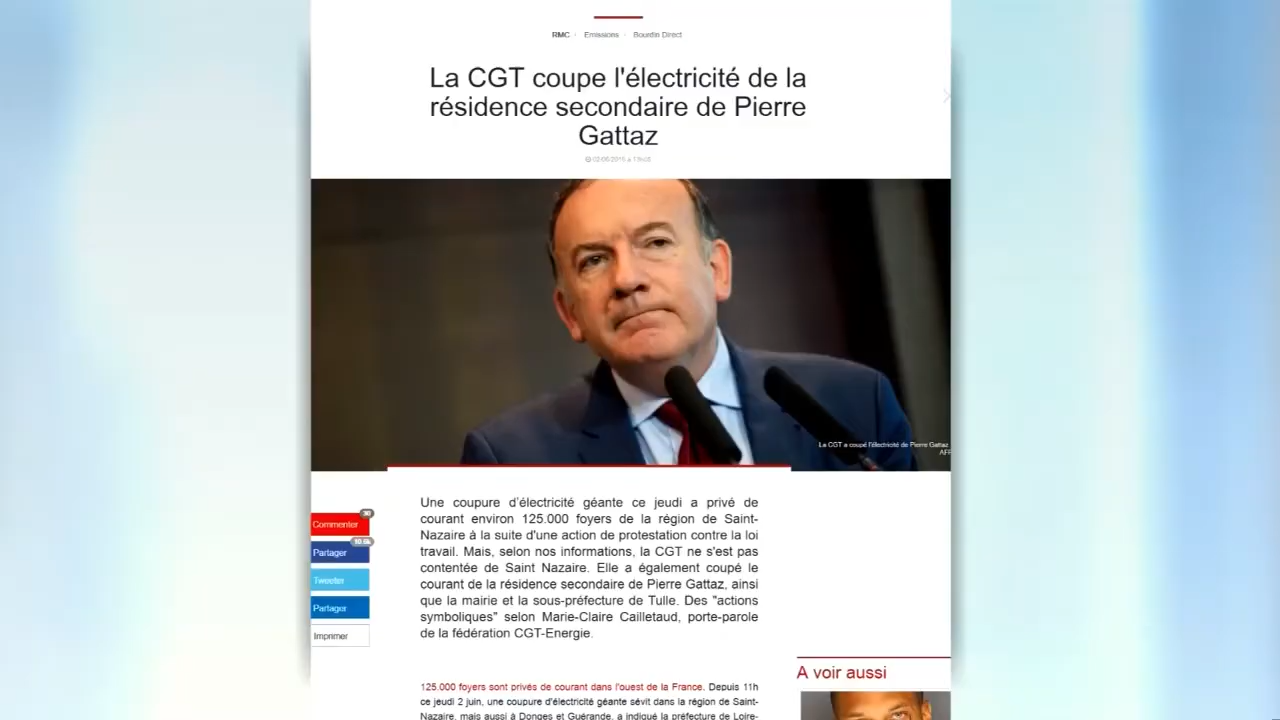 RMC · Emissions · Bourdin Direct
La CGT coupe l'électricité de la
résidence secondaire de Pierre
Gattaz
02/06/2016 à
La CGT a coupé l'électricité de Pierre Gattaz
AFP
Une coupure d'électricité géante ce jeudi a privé de
courant environ 125.000 foyers de la région de Saint-
Nazaire à la suite d'une action de protestation contre la loi
travail. Mais, selon nos informations, la CGT ne s'est pas
contentée de Saint Nazaire. Elle a également coupé le
courant de la résidence secondaire de Pierre Gattaz, ainsi
que la mairie et la sous-préfecture de Tulle. Des "actions
symboliques" selon Marie-Claire Cailletaud, porte-parole
de la fédération CGT-Energie.
30
Commenter
Partager
Tweeter
Partager
Imprimer
A voir aussi
125.000 foyers sont privés de courant dans l'ouest de la France. Depuis 11h
ce jeudi 2 juin, une coupure d'électricité géante sévit dans la région de Saint-
Nazaire, mais aussi à Donges et Guérande, a indiqué la préfecture de Loire-